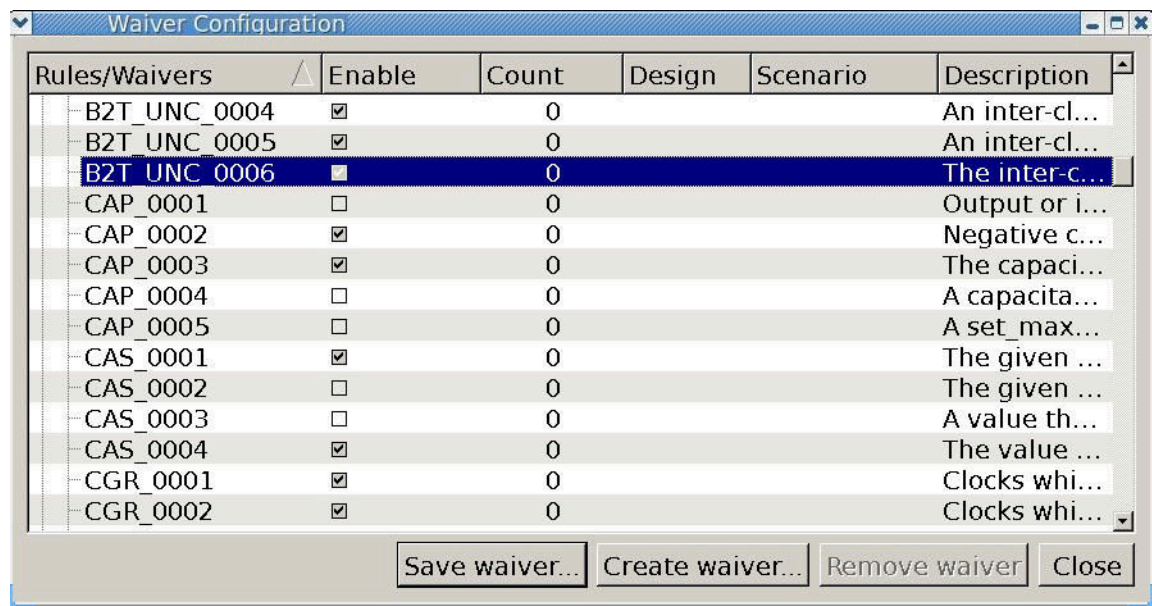 Waiver Configuration
Rules/Waivers Enable Count Design Scenario Description
B2T_UNC_0004 0 An inter-cl...
B2T_UNC_0005 0 An inter-cl...
B2T_UNC_0006 0 The inter-c...
CAP_0001 0 Output or i...
CAP_0002 0 Negative c...
CAP_0003 0 The capaci...
CAP_0004 0 A capacita...
CAP_0005 0 A set_max...
CAS_0001 0 The given ...
CAS_0002 0 The given ...
CAS_0003 0 A value th...
CAS_0004 0 The value ...
CGR_0001 0 Clocks whi...
CGR_0002 0 Clocks whi...
Save waiver... Create waiver... Remove waiver Close